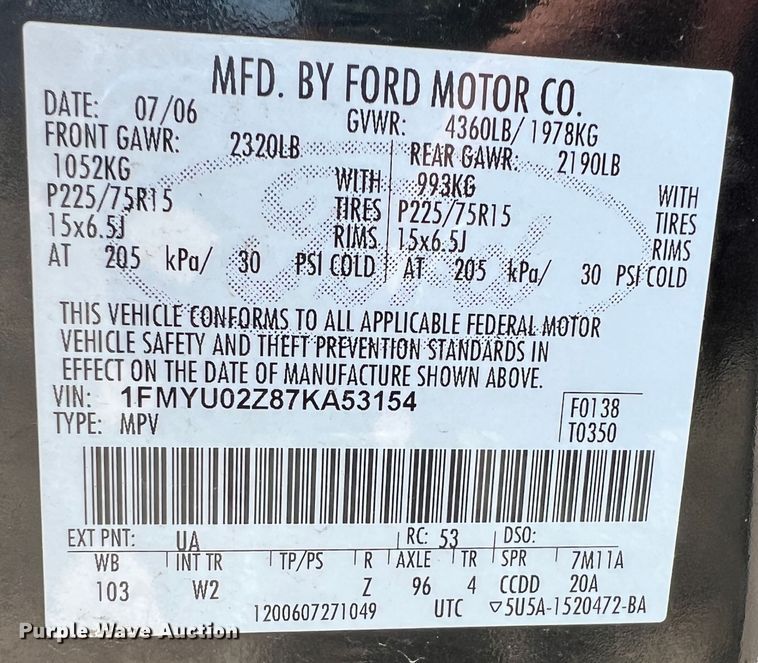 MFD. BY FORD MOTOR CO.
DATE: 07/06 GVWR: 4360LB/ 1978KG
FRONT GAWR: 2320LB REAR GAWR: 2190LB
1052KG WITH 993KG WITH
P225/75R15 TIRES P225/75R15 TIRES
15x6.5J RIMS 15x6.5J RIMS
AT 205 kPa/ 30 PSI COLD AT 205 kPa/ 30 PSI COLD
Ford
THIS VEHICLE CONFORMS TO ALL APPLICABLE FEDERAL MOTOR
VEHICLE SAFETY AND THEFT PREVENTION STANDARDS IN
EFFECT ON THE DATE OF MANUFACTURE SHOWN ABOVE.
VIN: 1FMYU02Z87KA53154 F0138
TYPE: MPV T0350
EXT PNT: UA RC: 53 DSO:
WB INT TR TP/PS R AXLE TR SPR 7M11A
103 W2 Z 96 4 CCDD 20A
1200607271049 UTC ▽5U5A-1520472-BA
Purple Wave Auction